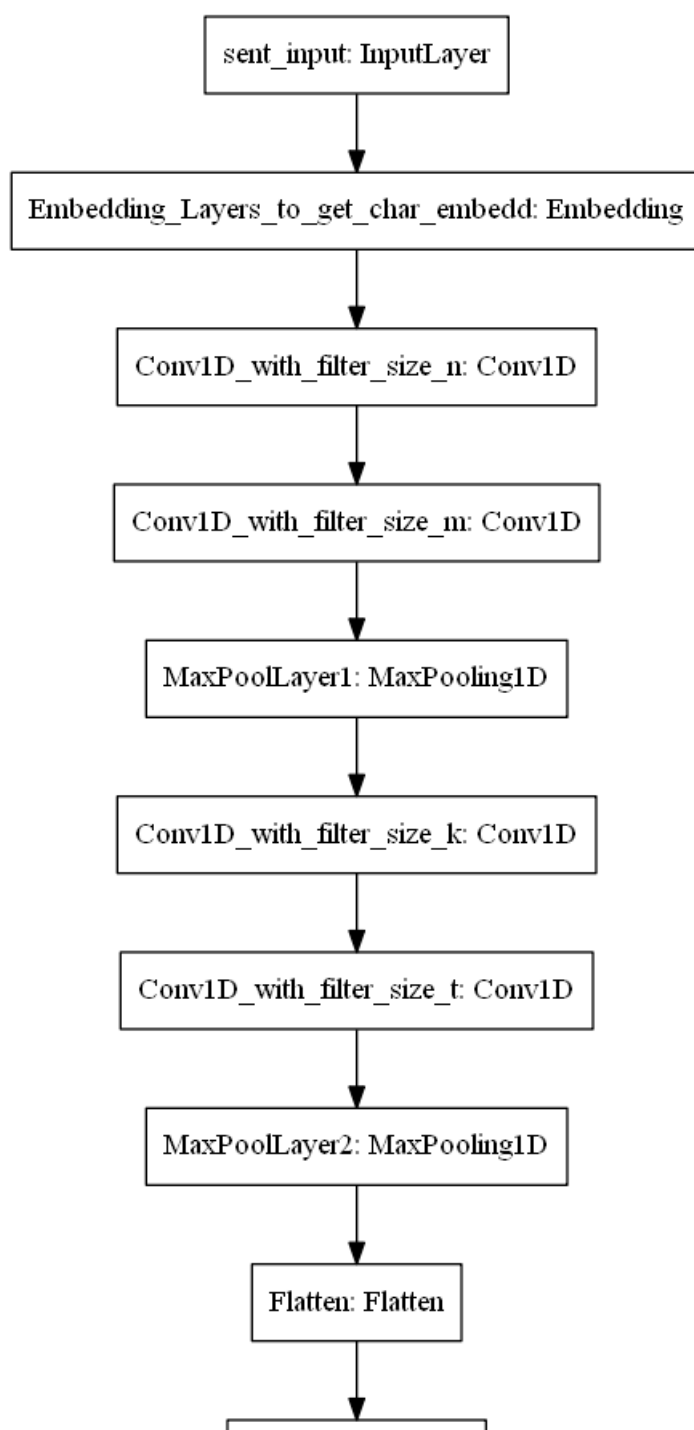 sent_input: InputLayer
Embedding_Layers_to_get_char_embedd: Embedding
Conv1D_with_filter_size_n: Conv1D
Conv1D_with_filter_size_m: Conv1D
MaxPoolLayer1: MaxPooling1D
Conv1D_with_filter_size_k: Conv1D
Conv1D_with_filter_size_t: Conv1D
MaxPoolLayer2: MaxPooling1D
Flatten: Flatten